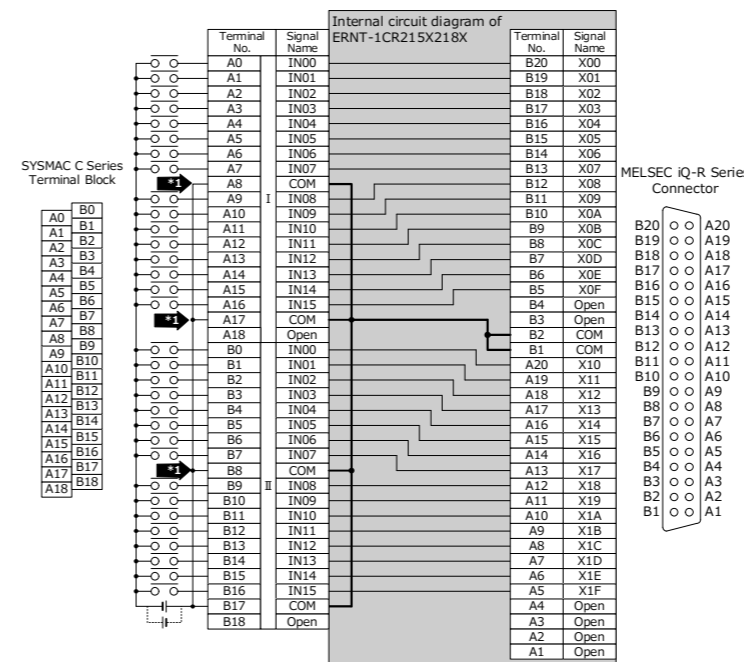 Internal circuit diagram of
ERNT-1CR215X218X
Terminal No. Signal Name Terminal No. Signal Name
A0 IN00 B20 X00
A1 IN01 B19 X01
A2 IN02 B18 X02
A3 IN03 B17 X03
A4 IN04 B16 X04
A5 IN05 B15 X05
A6 IN06 B14 X06
A7 IN07 B13 X07
*1 A8 COM B12 X08
A9 I IN08 B11 X09
A10 IN09 B10 X0A
A11 IN10 B9 X0B
A12 IN11 B8 X0C
A13 IN12 B7 X0D
A14 IN13 B6 X0E
A15 IN14 B5 X0F
A16 IN15 B4 Open
*1 A17 COM B3 Open
A18 Open B2 COM
B0 IN00 B1 COM
B1 IN01 A20 X10
B2 IN02 A19 X11
B3 IN03 A18 X12
B4 IN04 A17 X13
B5 IN05 A16 X14
B6 IN06 A15 X15
B7 IN07 A14 X16
*1 B8 COM A13 X17
B9 II IN08 A12 X18
B10 IN09 A11 X19
B11 IN10 A10 X1A
B12 IN11 A9 X1B
B13 IN12 A8 X1C
B14 IN13 A7 X1D
B15 IN14 A6 X1E
B16 IN15 A5 X1F
B17 COM A4 Open
B18 Open A3 Open
A2 Open
A1 Open
SYSMAC C Series
Terminal Block
B0
A0
B1
A1
B2
A2
B3
A3
B4
A4
B5
A5
B6
A6
B7
A7
B8
A8
B9
A9
B10
A10
B11
A11
B12
A12
B13
A13
B14
A14
B15
A15
B16
A16
B17
A17
B18
A18
MELSEC iQ-R Serie
Connector
B20 A20
B19 A19
B18 A18
B17 A17
B16 A16
B15 A15
B14 A14
B13 A13
B12 A12
B11 A11
B10 A10
B9 A9
B8 A8
B7 A7
B6 A6
B5 A5
B4 A4
B3 A3
B2 A2
B1 A1